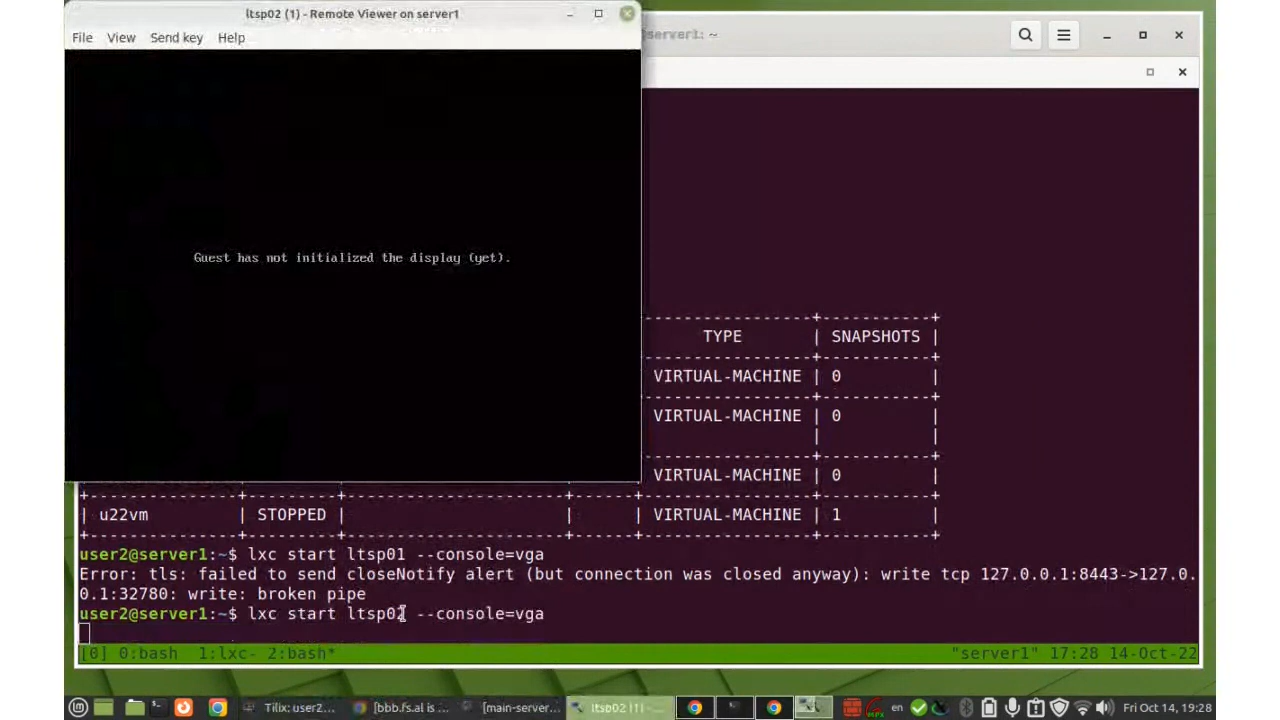 ltsp02 (1) - Remote Viewer on server1
@server1: ~
File View Send key Help
Guest has not initialized the display (yet).
TYPE | SNAPSHOTS |
VIRTUAL-MACHINE | 0 |
VIRTUAL-MACHINE | 0 |
VIRTUAL-MACHINE | 0 |
| u22vm | STOPPED | | | VIRTUAL-MACHINE | 1 |
user2@server1:~$ lxc start ltsp01 --console=vga
Error: tls: failed to send closeNotify alert (but connection was closed anyway): write tcp 127.0.0.1:8443->127.0.
0.1:32780: write: broken pipe
user2@server1:~$ lxc start ltsp02 --console=vga
[0] 0:bash 1:lxc- 2:bash* "server1" 17:28 14-Oct-22
Tilix: user2... [bbb.fs.al is ... [main-server... ltsp02 (1) -... en Fri Oct 14, 19:28